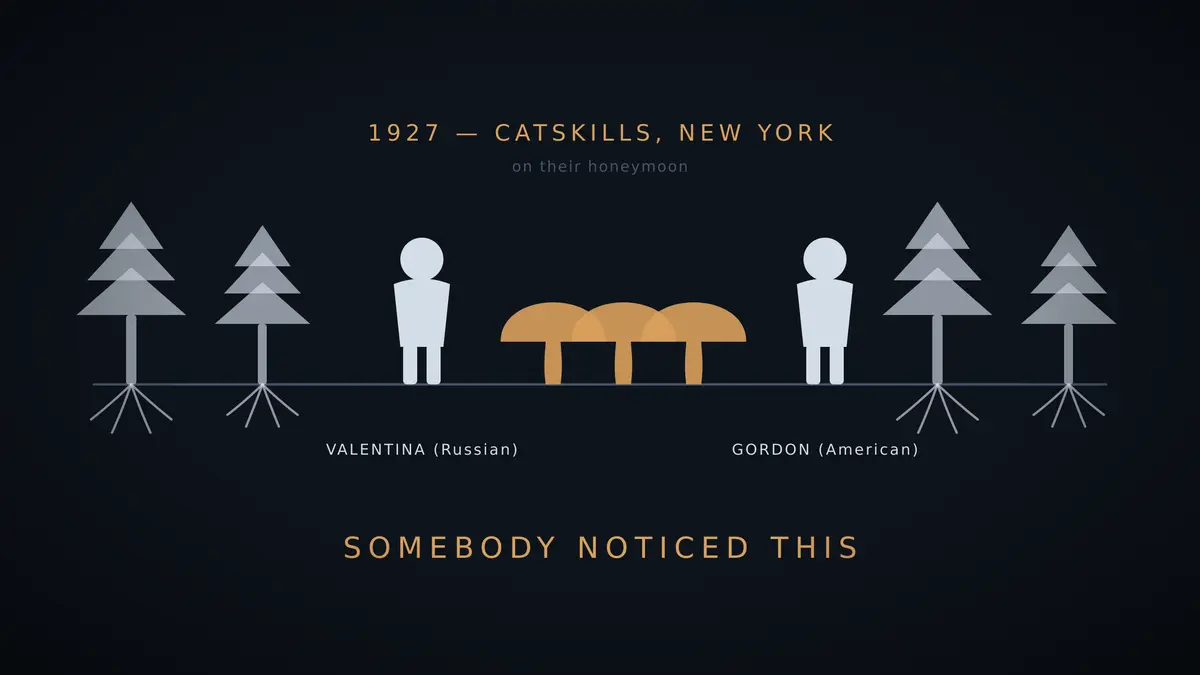 1927 — CATSKILLS, NEW YORK
on their honeymoon
VALENTINA (Russian)
GORDON (American)
SOMEBODY NOTICED THIS